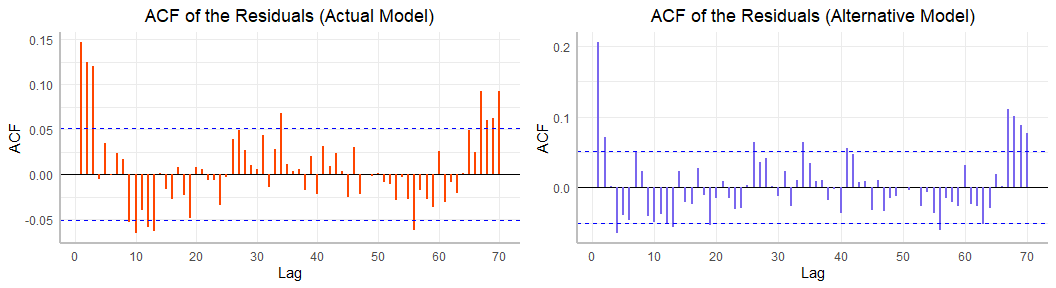 ACF of the Residuals (Actual Model)
0.15
0.10
0.05
0.00
-0.05
ACF
0 10 20 30 40 50 60 70
Lag
ACF of the Residuals (Alternative Model)
0.2
0.1
0.0
ACF
0 10 20 30 40 50 60 70
Lag